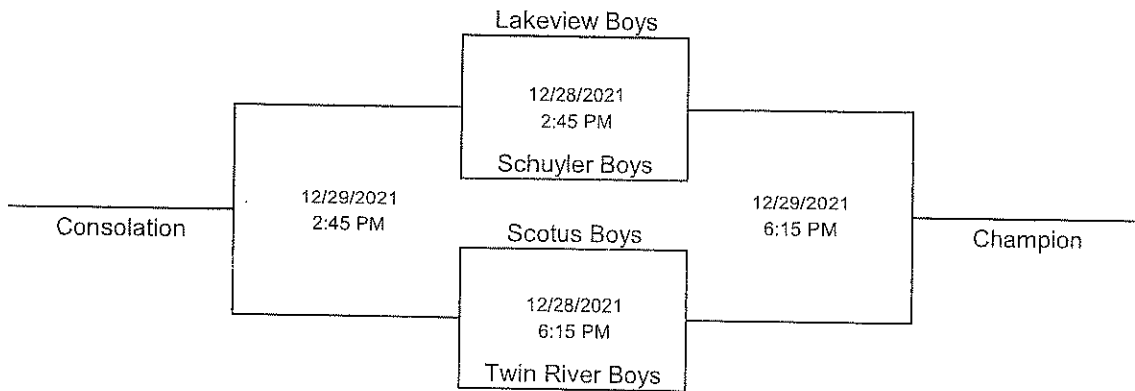 Lakeview Boys
12/28/2021
2:45 PM
Schuyler Boys
12/29/2021
2:45 PM
Consolation
12/29/2021
6:15 PM
Champion
Scotus Boys
12/28/2021
6:15 PM
Twin River Boys